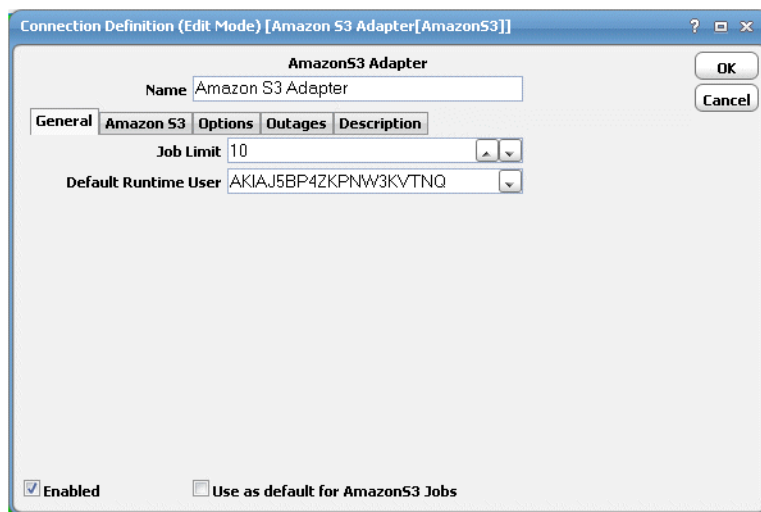 Connection Definition (Edit Mode) [Amazon S3 Adapter[AmazonS3]]
?
AmazonS3 Adapter
OK
Name Amazon S3 Adapter
Cancel
General Amazon S3 Options Outages Description
Job Limit 10
Default Runtime User AKIAJ5BP4ZKPNW3KVTNQ
Enabled Use as default for AmazonS3 Jobs